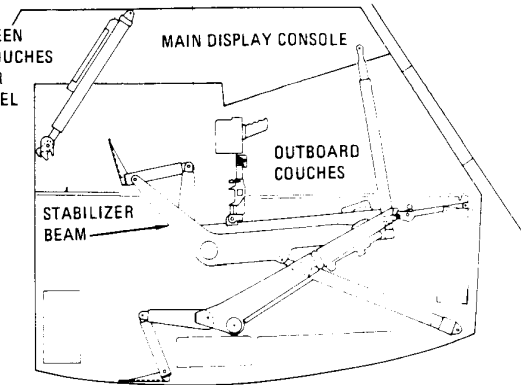 EEN
OUCHES
R
EL
MAIN DISPLAY CONSOLE
OUTBOARD
COUCHES
STABILIZER
BEAM